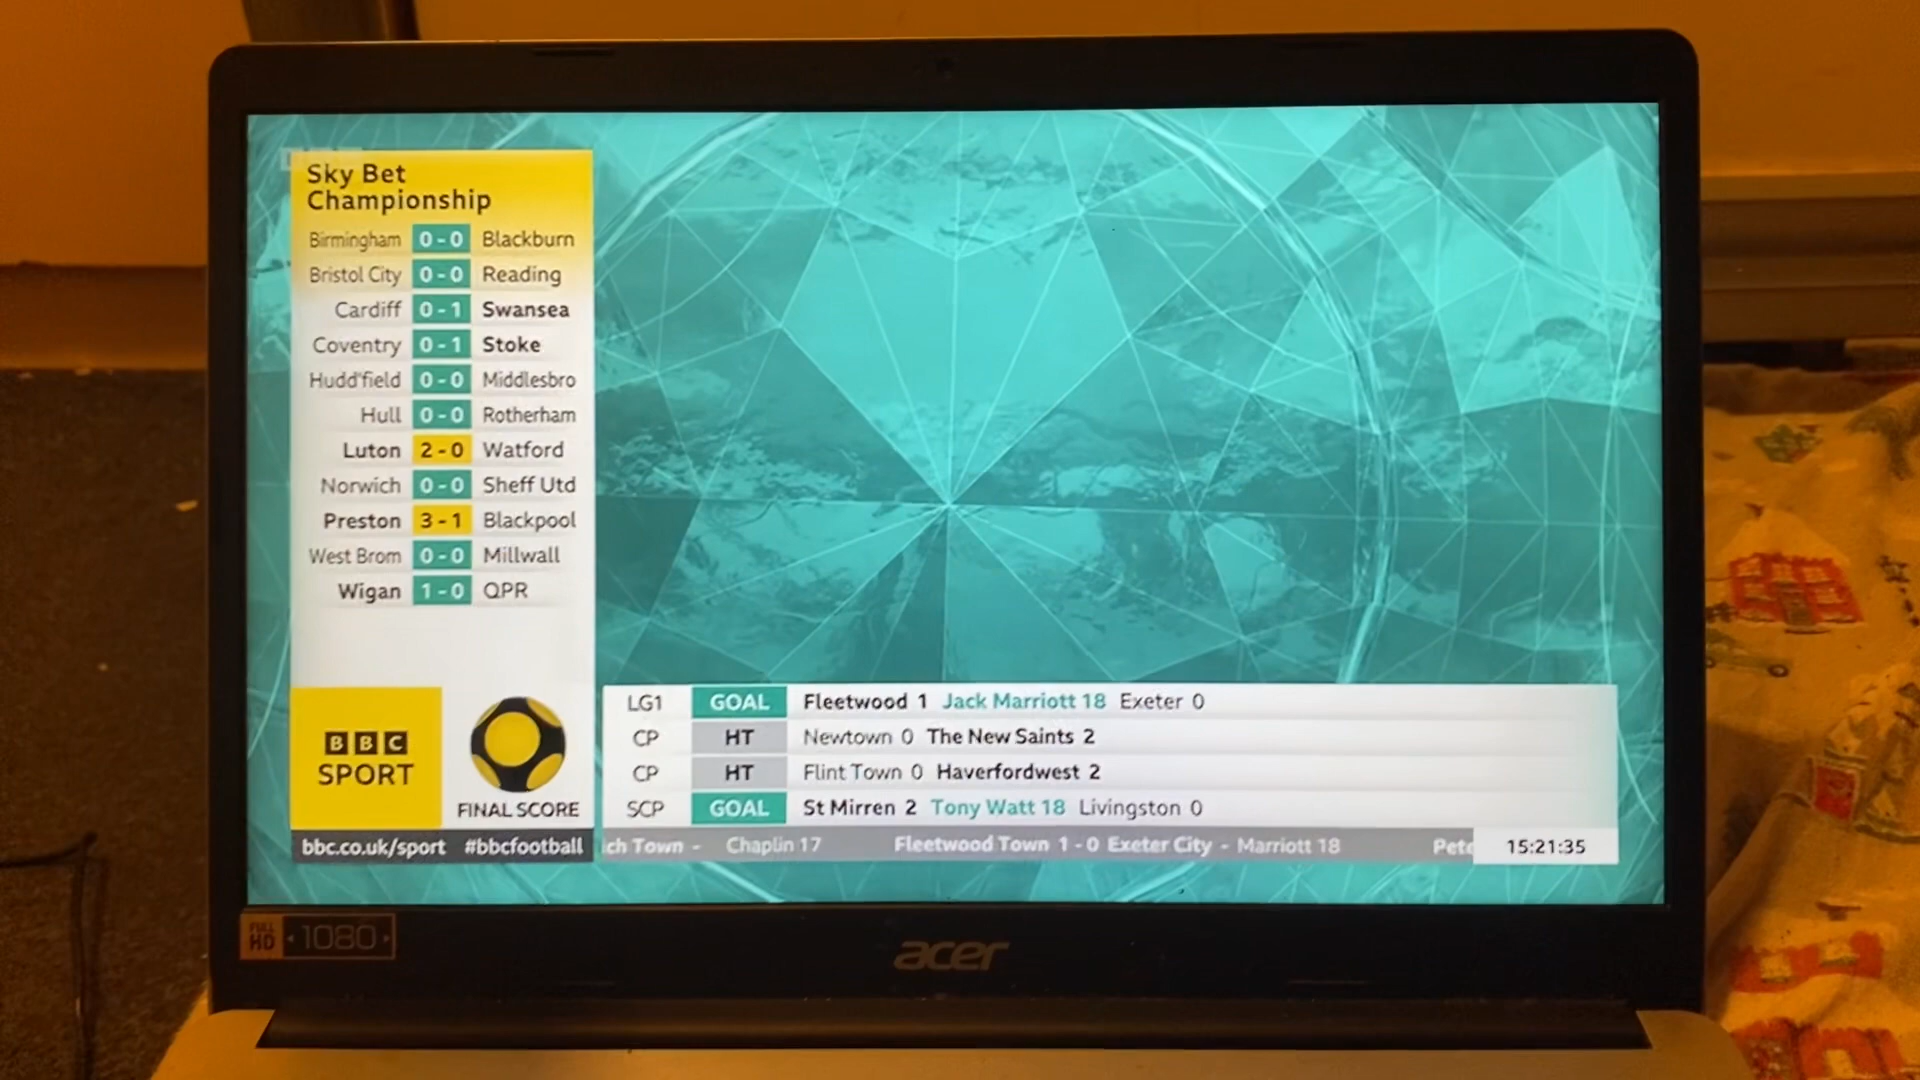 Sky Bet
Championship
Birmingham 0 - 0 Blackburn
Bristol City 0 - 0 Reading
Cardiff 0 - 1 Swansea
Coventry 0 - 1 Stoke
Hudd'field 0 - 0 Middlesbro
Hull 0 - 0 Rotherham
Luton 2 - 0 Watford
Norwich 0 - 0 Sheff Utd
Preston 3 - 1 Blackpool
West Brom 0 - 0 Millwall
Wigan 1 - 0 QPR
BBC
SPORT
FINAL SCORE
LG1 GOAL Fleetwood 1 Jack Marriott 18 Exeter 0
CP HT Newtown 0 The New Saints 2
CP HT Flint Town 0 Haverfordwest 2
SCP GOAL St Mirren 2 Tony Watt 18 Livingston 0
bbc.co.uk/sport #bbcfootball
ich Town - Chaplin 17 Fleetwood Town 1 - 0 Exeter City - Marriott 18 Pete 15:21:35
FULL HD 1080
acer